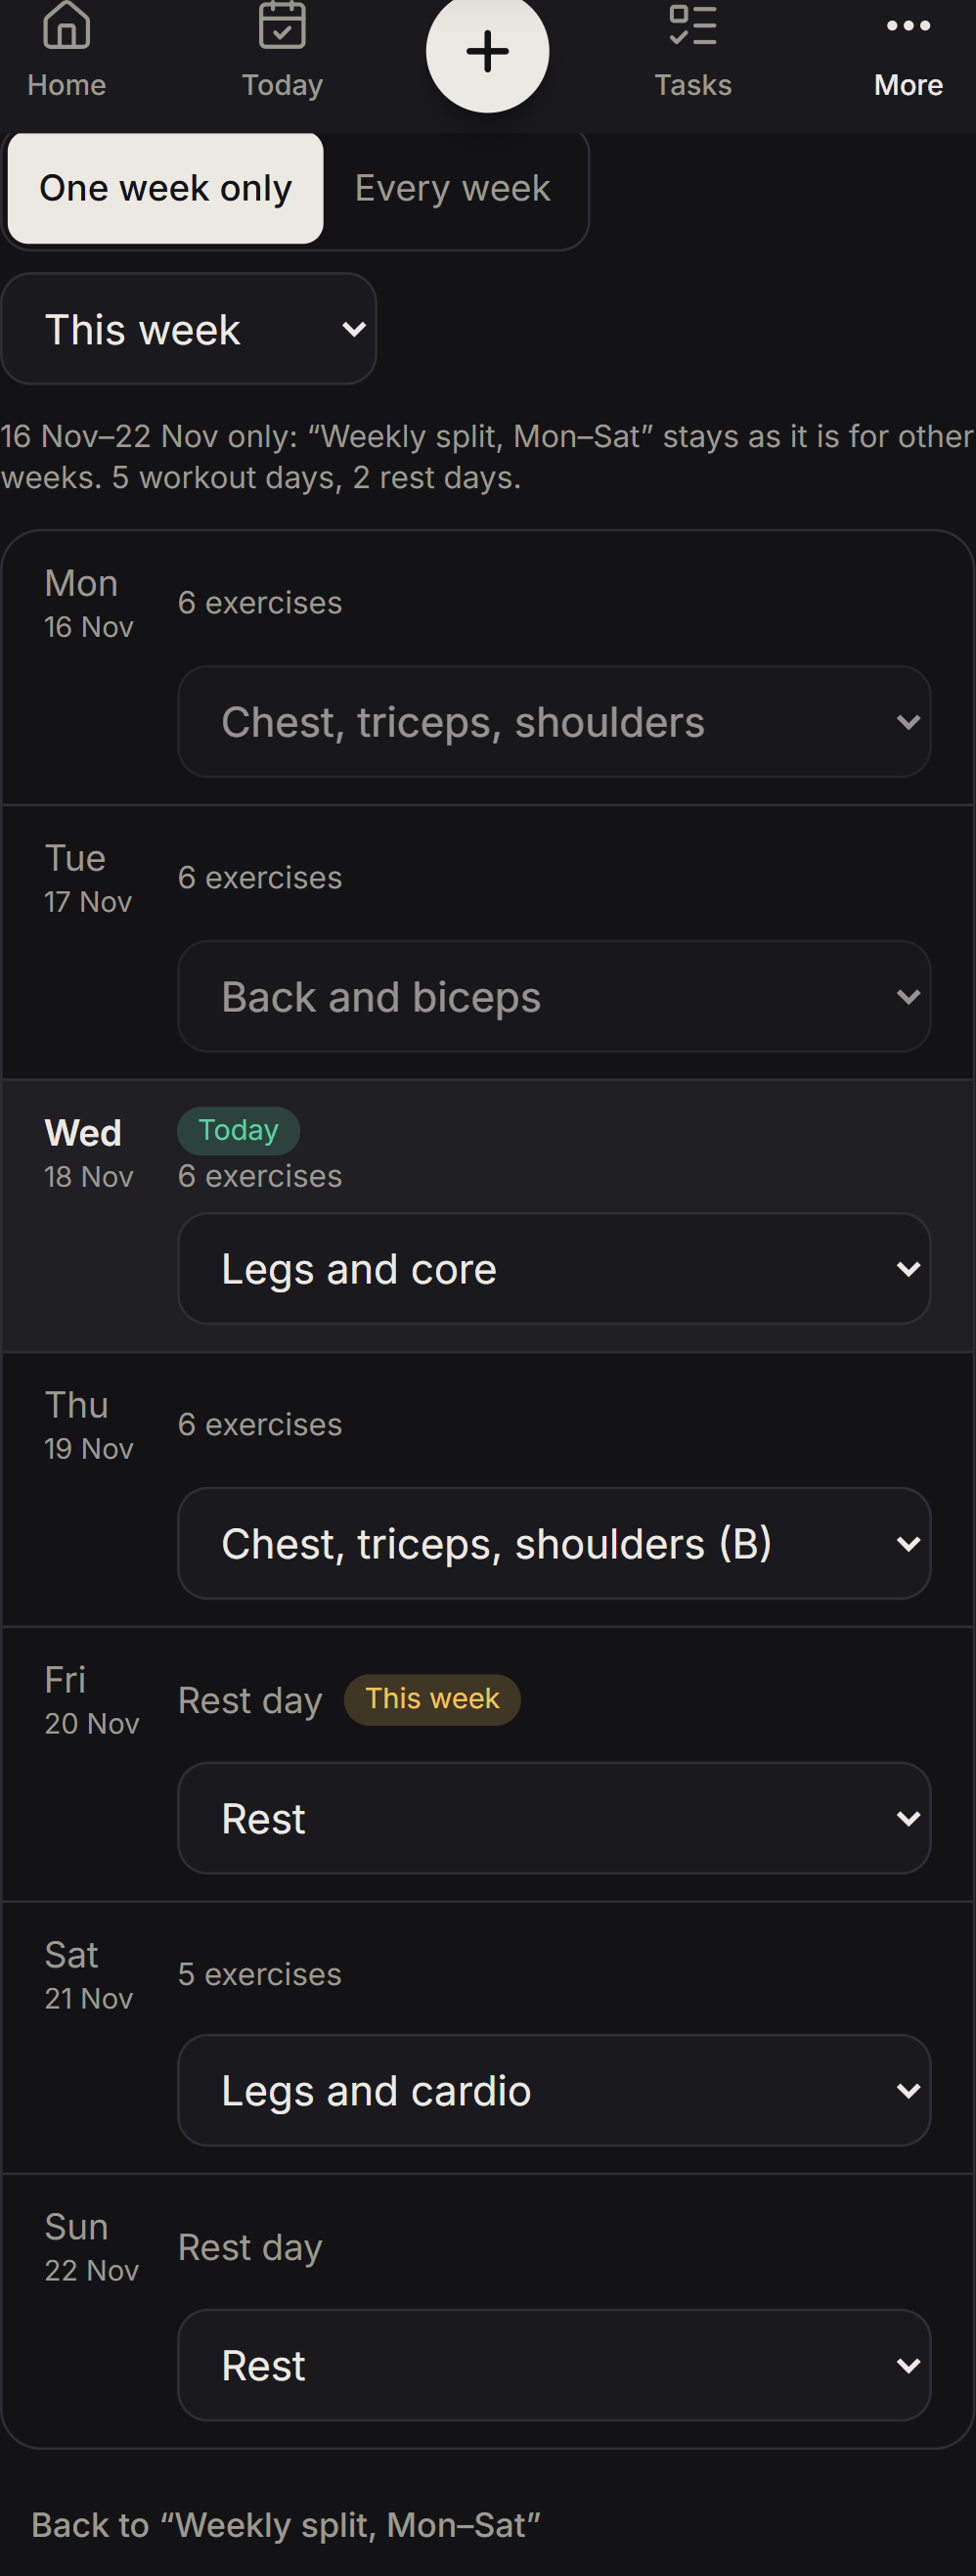 Home
Today
Tasks
More
One week only
Every week
This week
16 Nov–22 Nov only: “Weekly split, Mon–Sat” stays as it is for other
weeks. 5 workout days, 2 rest days.
Mon
16 Nov
6 exercises
Chest, triceps, shoulders
Tue
17 Nov
6 exercises
Back and biceps
Wed
18 Nov
Today
6 exercises
Legs and core
Thu
19 Nov
6 exercises
Chest, triceps, shoulders (B)
Fri
20 Nov
Rest day
This week
Rest
Sat
21 Nov
5 exercises
Legs and cardio
Sun
22 Nov
Rest day
Rest
Back to “Weekly split, Mon–Sat”